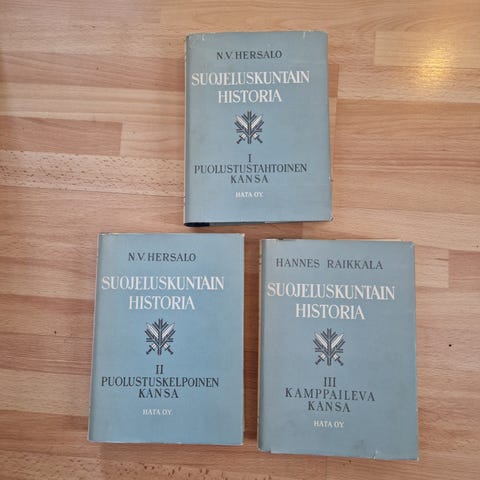 N.V. HERSALO
SUOJELUSKUNTAIN
HISTORIA
I
PUOLUSTUSTAHTOINEN
KANSA
HATA OY.
N.V. HERSALO
SUOJELUSKUNTAIN
HISTORIA
II
PUOLUSTUSKELPOINEN
KANSA
HATA OY.
HANNES RAIKKALA
SUOJELUSKUNTAIN
HISTORIA
III
KAMPPAILEVA
KANSA
HATA OY.